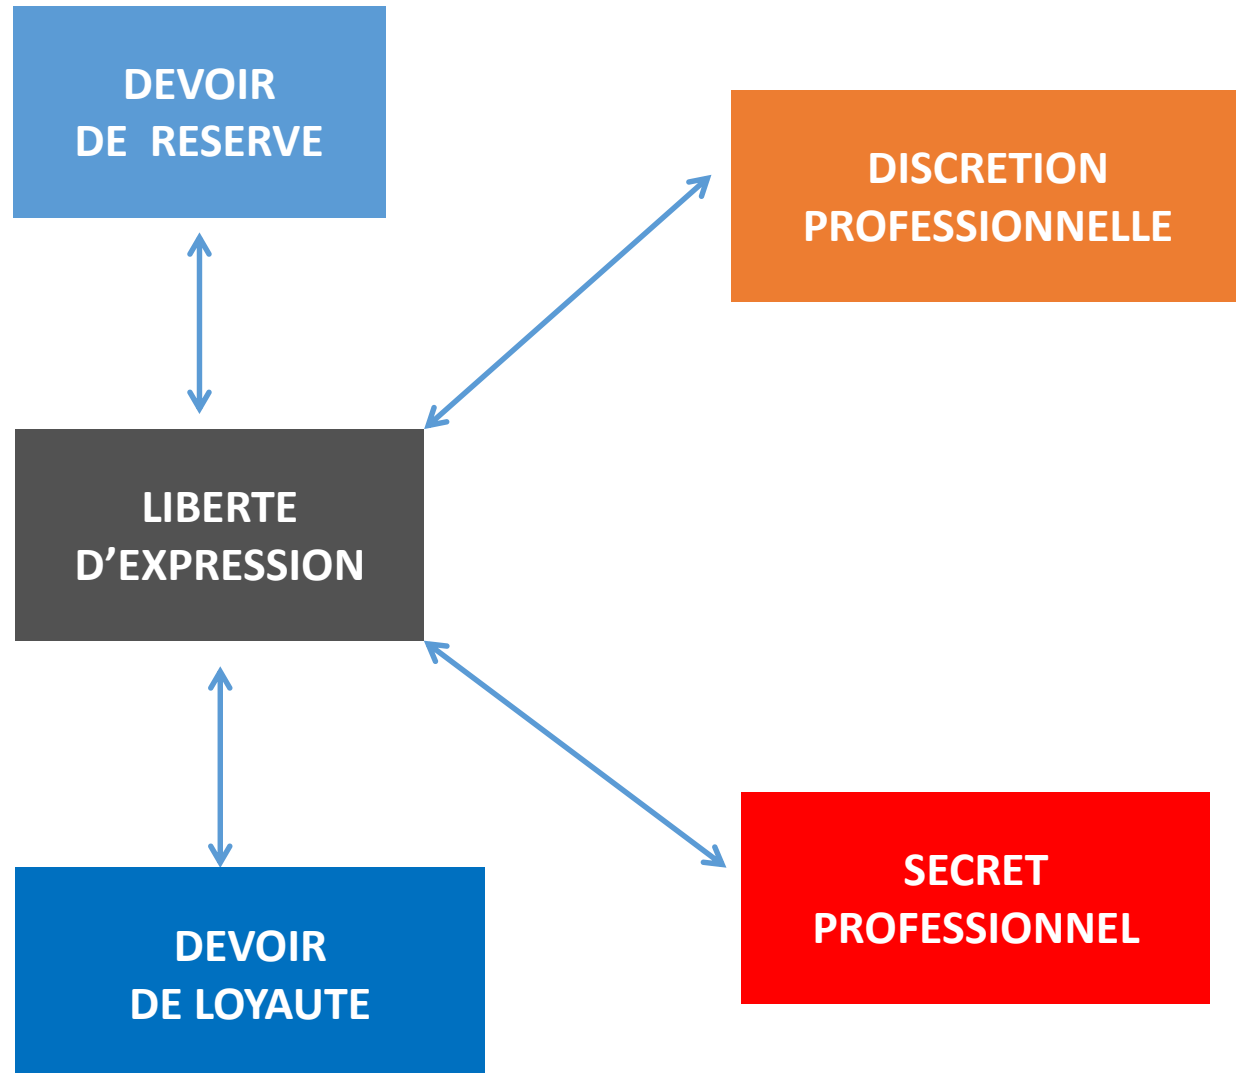 DEVOIR
DE  RESERVE
DISCRETION
PROFESSIONNELLE
LIBERTE
D’EXPRESSION
SECRET
PROFESSIONNEL
DEVOIR
DE LOYAUTE